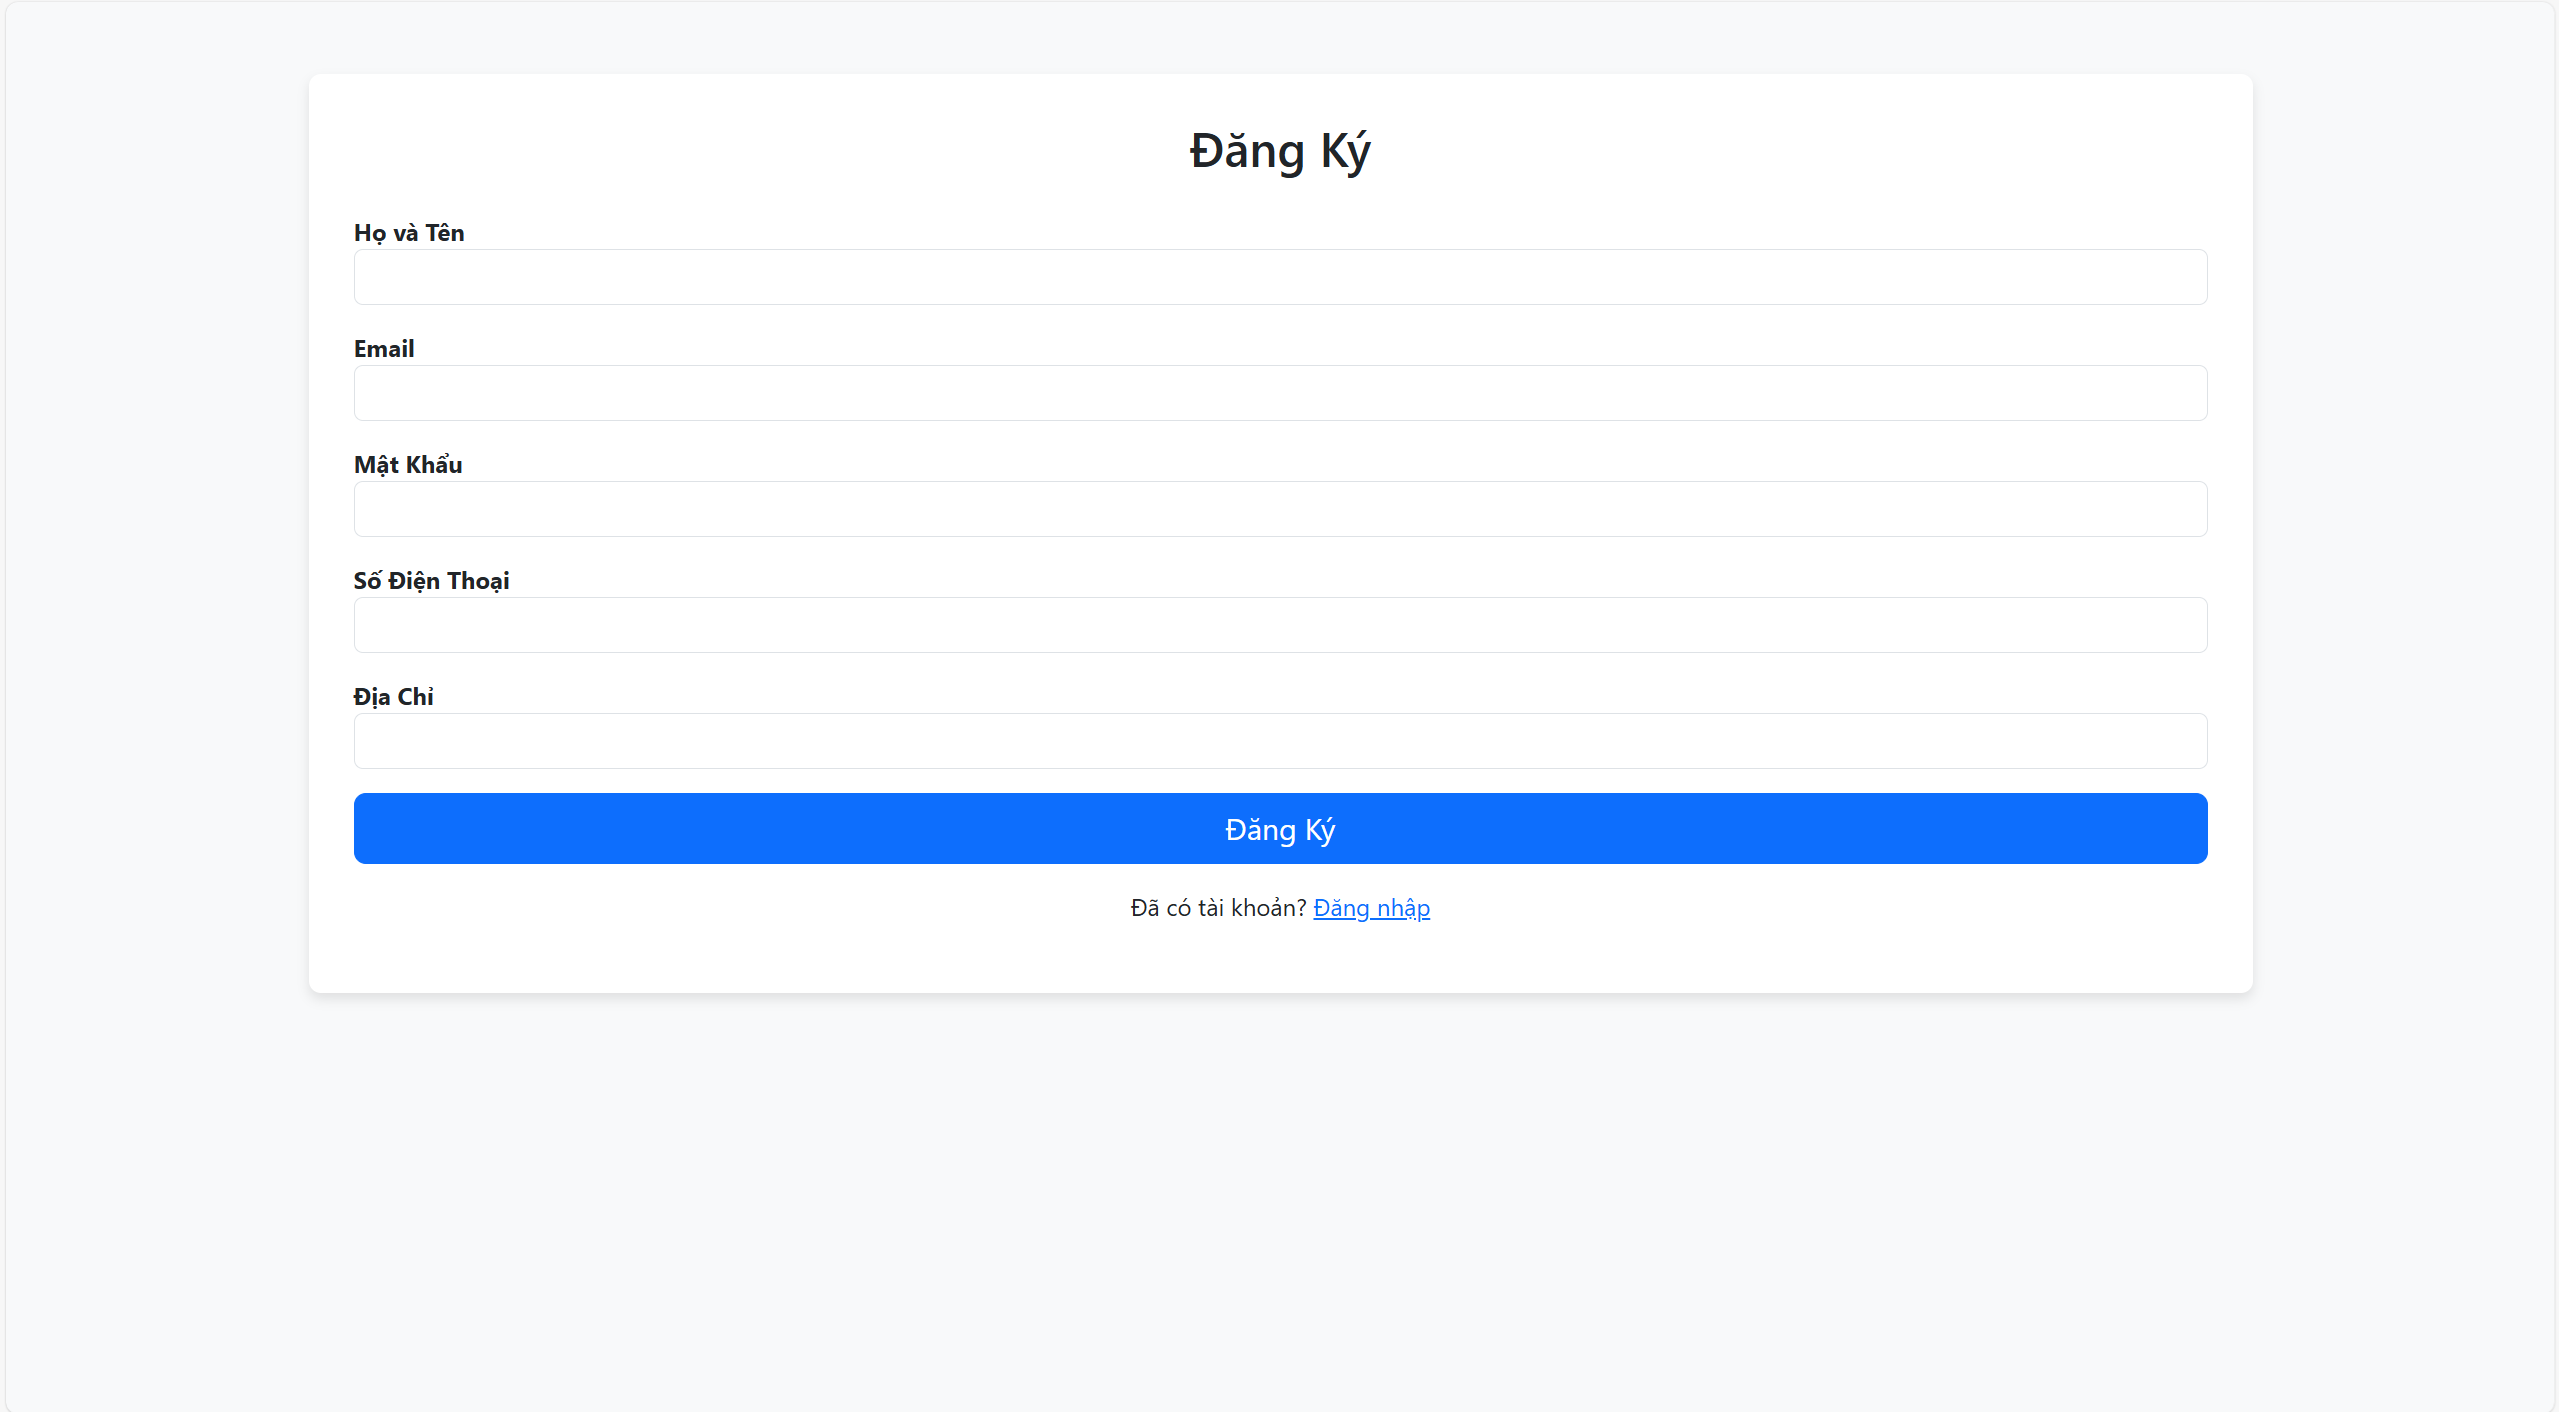 Đăng Ký
Họ và Tên
Email
Mật Khẩu
Số Điện Thoại
Địa Chỉ
Đăng Ký
Đã có tài khoản? Đăng nhập